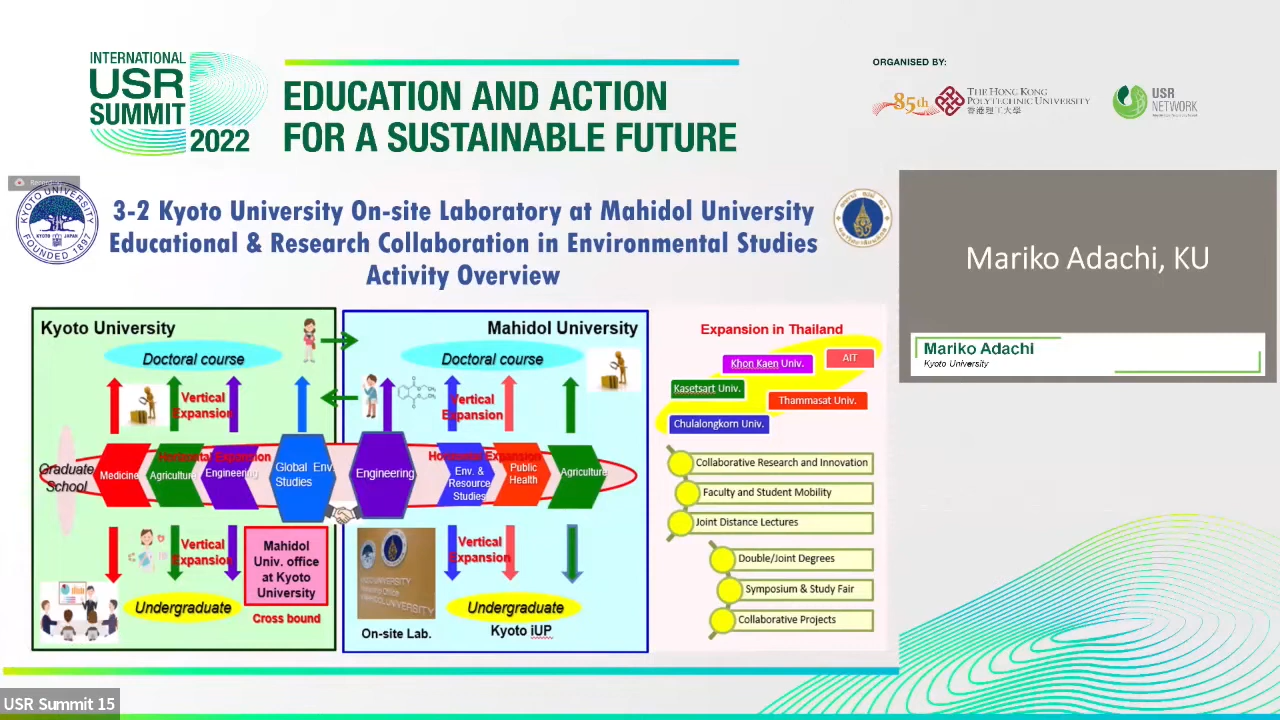 INTERNATIONAL
USR
SUMMIT
2022
EDUCATION AND ACTION
FOR A SUSTAINABLE FUTURE
ORGANISED BY:
85th
THE HONG KONG
POLYTECHNIC UNIVERSITY
香港理工大學
USR
NETWORK
KYOTO UNIVERSITY
KYOTO JAPAN
FOUNDED 1897
3-2 Kyoto University On-site Laboratory at Mahidol University
Educational & Research Collaboration in Environmental Studies
Activity Overview
Mariko Adachi, KU
Mariko Adachi
Kyoto University
Kyoto University
Doctoral course
Vertical
Expansion
Horizontal Expansion
Graduate
School
Medicine
Agriculture
Engineering
Global Env.
Studies
Vertical
Expansion
Undergraduate
Mahidol
Univ. office
at Kyoto
University
Cross bound
Mahidol University
Doctoral course
Vertical
Expansion
Horizontal Expansion
Engineering
Env. &
Resource
Studies
Public
Health
Agriculture
Vertical
Expansion
Undergraduate
Kyoto iUP
On-site Lab.
Expansion in Thailand
AIT
Khon Kaen Univ.
Kasetsart Univ.
Thammasat Univ.
Chulalongkorn Univ.
Collaborative Research and Innovation
Faculty and Student Mobility
Joint Distance Lectures
Double/Joint Degrees
Symposium & Study Fair
Collaborative Projects
USR Summit 15